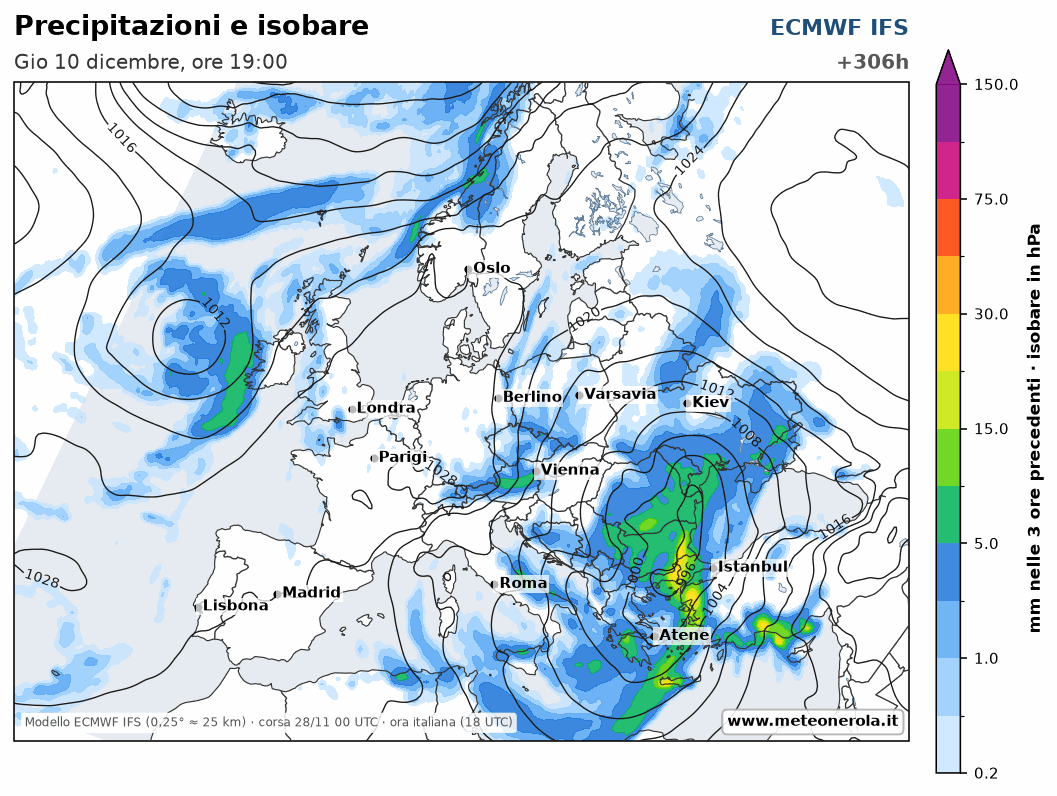 Precipitazioni e isobare
ECMWF IFS
Gio 10 dicembre, ore 19:00
+306h
150.0
75.0
30.0
15.0
5.0
1.0
0.2
mm nelle 3 ore precedenti · isobare in hPa
1016
1024
1012
1020
1012
1008
1028
1016
1028
1000
996
1004
Oslo
Berlino
Varsavia
Kiev
Londra
Parigi
Vienna
Istanbul
Roma
Madrid
Lisbona
Atene
Modello ECMWF IFS (0,25° ≈ 25 km) · corsa 28/11 00 UTC · ora italiana (18 UTC)
www.meteonerola.it